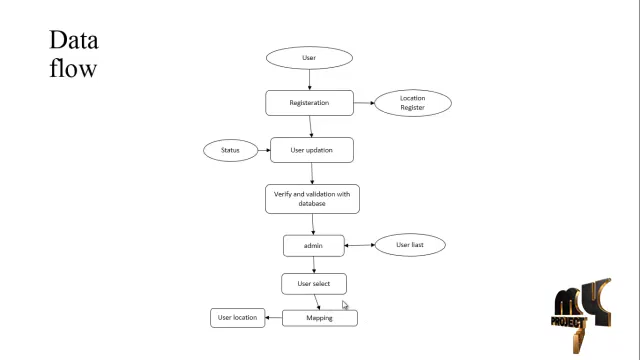 Data
flow
User
Registeration
Location
Register
Status
User updation
Verify and validation with
database
admin
User liast
User select
User location
Mapping
my
PROJECT